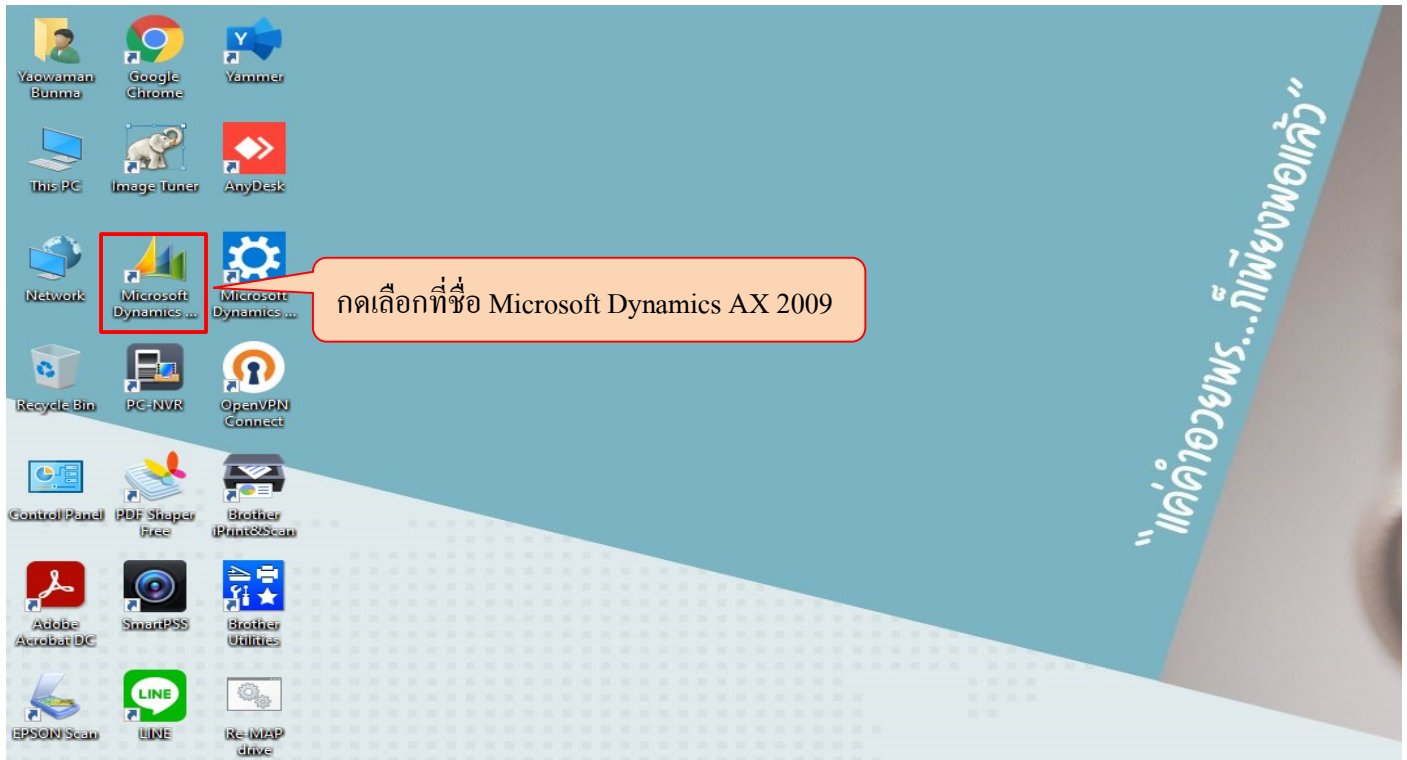 Yaowaman
Bunma
Google
Chrome
Yammer
This PC
Image Tuner
AnyDesk
Network
Microsoft
Dynamics ...
Microsoft
Dynamics ...
กดเลือกที่ชื่อ Microsoft Dynamics AX 2009
Recycle Bin
PC-NVR
OpenVPN
Connect
Control Panel
PDF Shaper
Free
Brother
iPrint&Scan
Adobe
Acrobat DC
SmartPSS
Brother
Utilities
EPSON Scan
LINE
LINE
Re-MAP
drive
“แค่คำอวยพร...ก็เพียงพอแล้ว”